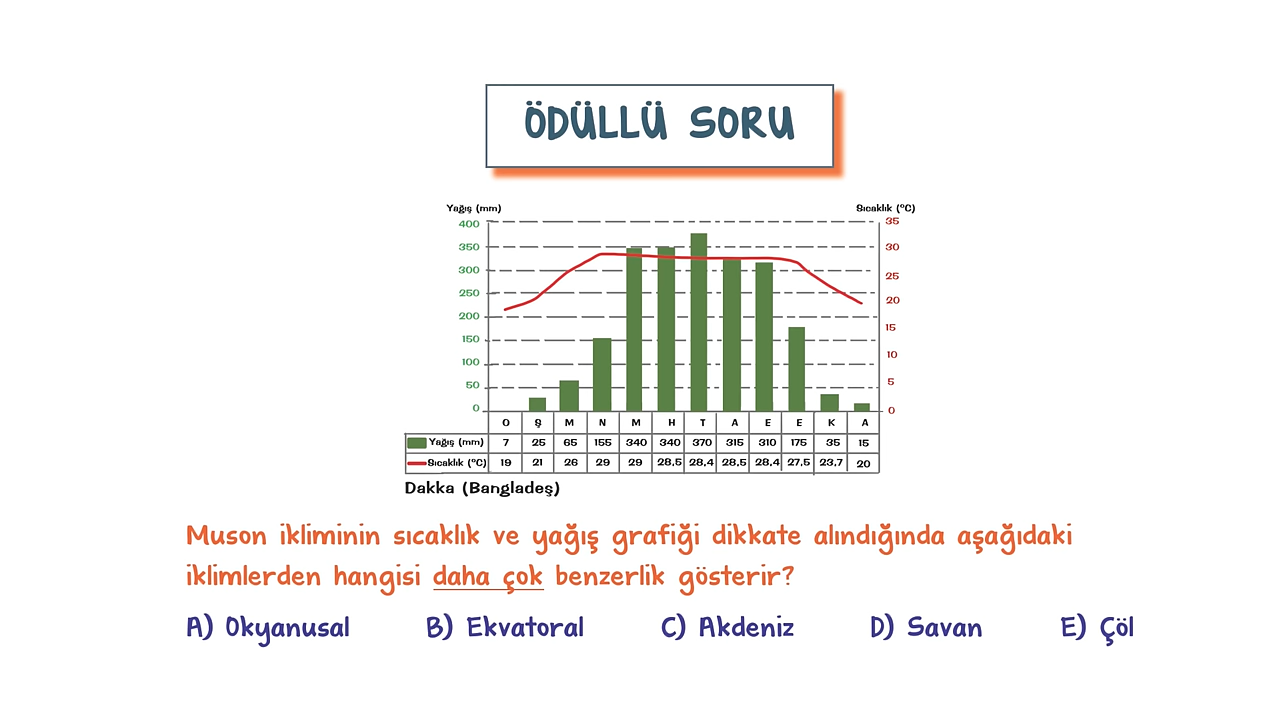 ÖDÜLLÜ SORU
Yağış (mm) Sıcaklık (°C)
400 35
350 30
300 25
250 20
200 15
150 10
100 5
50 0
0
O Ş M N M H T A E E K A
Yağış (mm) 7 25 65 155 340 340 370 315 310 175 35 15
Sıcaklık (°C) 19 21 26 29 29 28,5 28,4 28,5 28,4 27,5 23,7 20
Dakka (Bangladeş)
Muson ikliminin sıcaklık ve yağış grafiği dikkate alındığında aşağıdaki
iklimlerden hangisi daha çok benzerlik gösterir?
A) Okyanusal B) Ekvatoral C) Akdeniz D) Savan E) Çöl